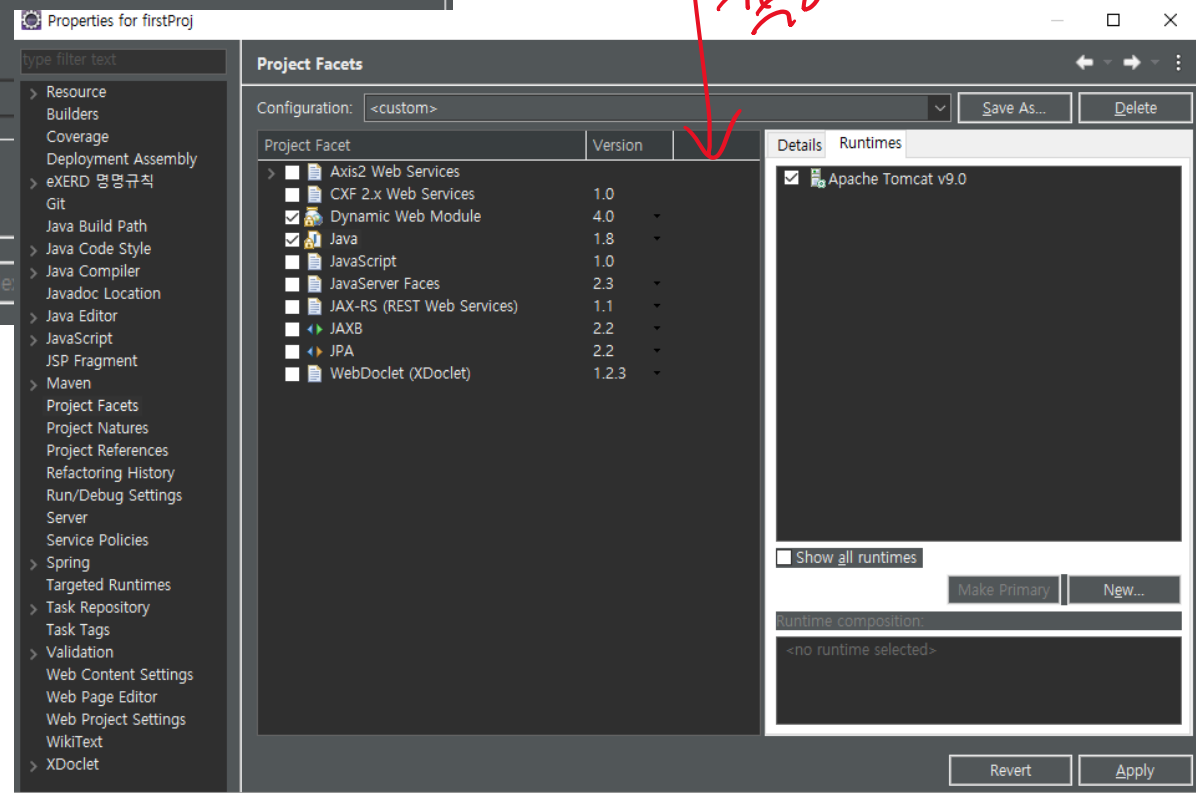 Properties for firstProj
type filter text
Resource
Builders
Coverage
Deployment Assembly
eXERD 명명규칙
Git
Java Build Path
Java Code Style
Java Compiler
Javadoc Location
Java Editor
JavaScript
JSP Fragment
Maven
Project Facets
Project Natures
Project References
Refactoring History
Run/Debug Settings
Server
Service Policies
Spring
Targeted Runtimes
Task Repository
Task Tags
Validation
Web Content Settings
Web Page Editor
Web Project Settings
WikiText
XDoclet
Project Facets
Configuration: <custom> Save As... Delete
Project Facet Version
Axis2 Web Services
CXF 2.x Web Services 1.0
Dynamic Web Module 4.0
Java 1.8
JavaScript 1.0
JavaServer Faces 2.3
JAX-RS (REST Web Services) 1.1
JAXB 2.2
JPA 2.2
WebDoclet (XDoclet) 1.2.3
Details Runtimes
Apache Tomcat v9.0
Show all runtimes
Make Primary New...
Runtime composition:
<no runtime selected>
Revert Apply